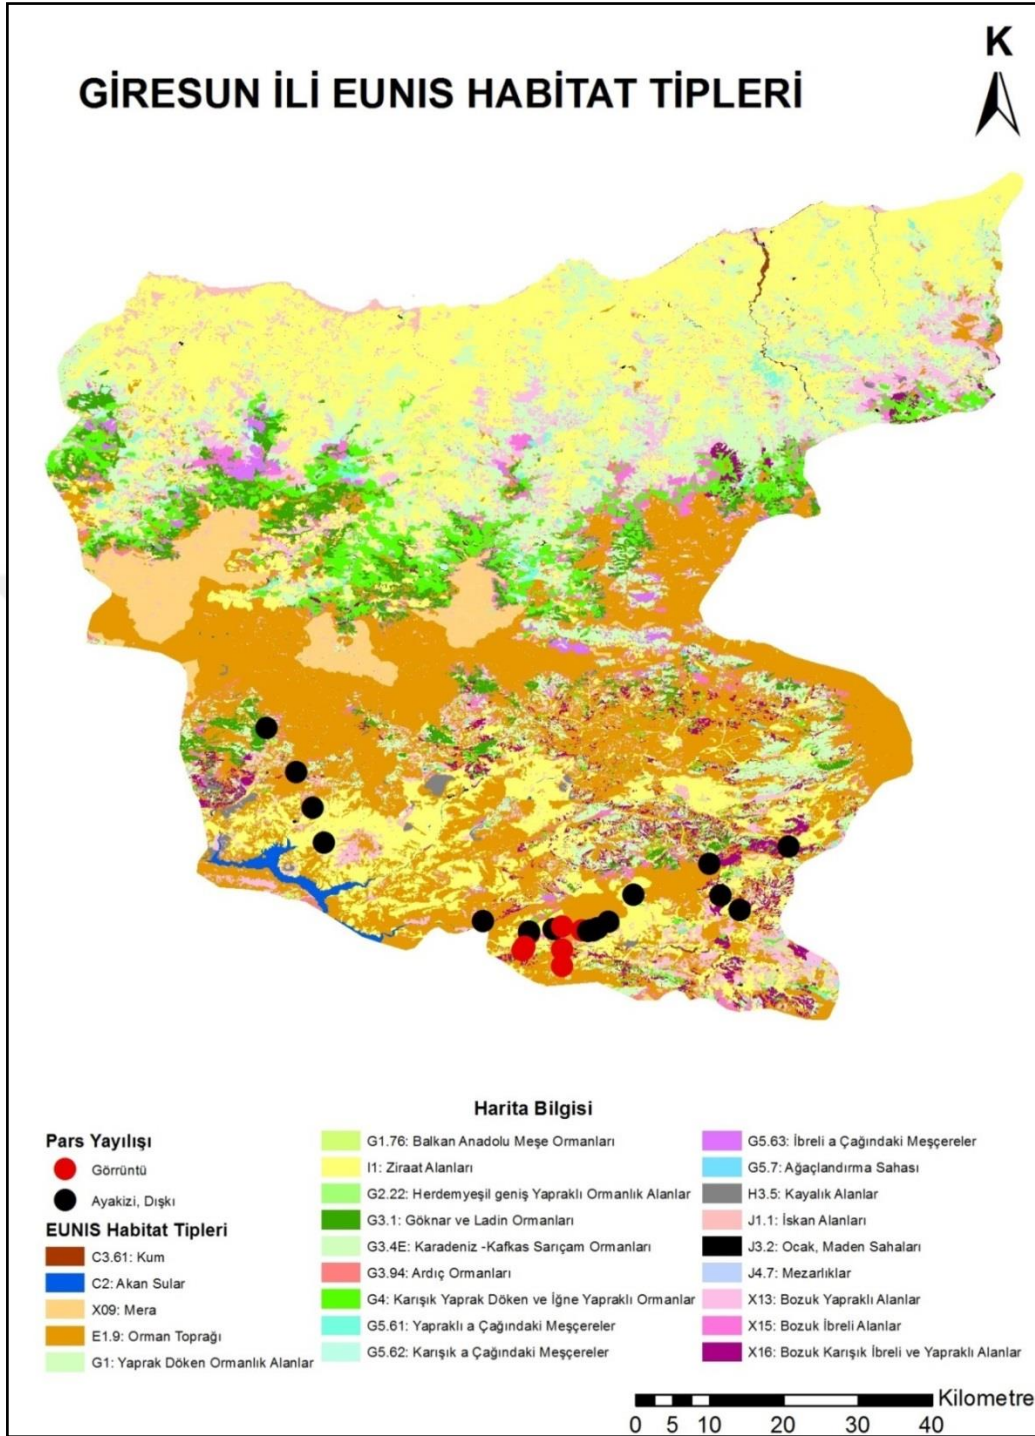 K
GİRESUN İLİ EUNIS HABİTAT TİPLERİ
Harita Bilgisi
Pars Yayılışı
Görrüntü
Ayakizi, Dışkı
EUNIS Habitat Tipleri
C3.61: Kum
C2: Akan Sular
X09: Mera
E1.9: Orman Toprağı
G1: Yaprak Döken Ormanlık Alanlar
G1.76: Balkan Anadolu Meşe Ormanları
I1: Ziraat Alanları
G2.22: Herdemyeşil geniş Yapraklı Ormanlık Alanlar
G3.1: Göknar ve Ladin Ormanları
G3.4E: Karadeniz -Kafkas Sarıçam Ormanları
G3.94: Ardıç Ormanları
G4: Karışık Yaprak Döken ve İğne Yapraklı Ormanlar
G5.61: Yapraklı a Çağındaki Meşçereler
G5.62: Karışık a Çağındaki Meşçereler
G5.63: İbreli a Çağındaki Meşçereler
G5.7: Ağaçlandırma Sahası
H3.5: Kayalık Alanlar
J1.1: İskan Alanları
J3.2: Ocak, Maden Sahaları
J4.7: Mezarlıklar
X13: Bozuk Yapraklı Alanlar
X15: Bozuk İbreli Alanlar
X16: Bozuk Karışık İbreli ve Yapraklı Alanlar
Kilometre
0 5 10 20 30 40